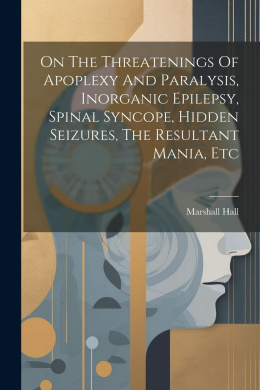 On The Threatenings Of
Apoplexy And Paralysis,
Inorganic Epilepsy,
Spinal Syncope, Hidden
Seizures, The Resultant
Mania, Etc
Marshall Hall